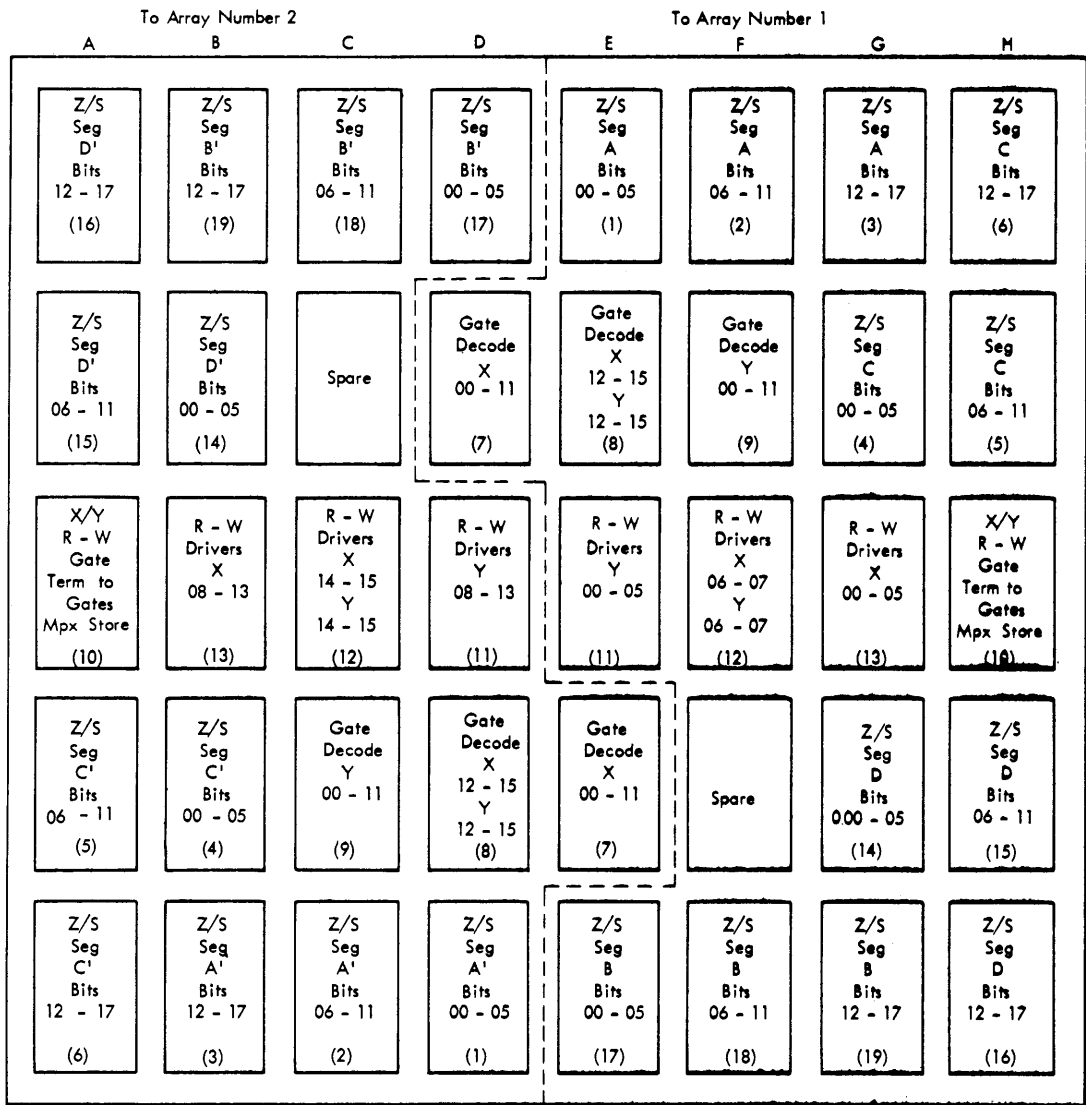 To Array Number 2 To Array Number 1
A B C D E F G H
Z/S Z/S Z/S Z/S Z/S Z/S Z/S Z/S
Seg Seg Seg Seg Seg Seg Seg Seg
D' B' B' B' A A A C
Bits Bits Bits Bits Bits Bits Bits Bits
12 - 17 12 - 17 06 - 11 00 - 05 00 - 05 06 - 11 12 - 17 12 - 17
(16) (19) (18) (17) (1) (2) (3) (6)
Z/S
Seg
D'
Bits
06 - 11
(15)
Z/S
Seg
D'
Bits
00 - 05
(14)
Spare
Gate
Decode
X
00 - 11
(7)
Gate
Decode
X
12 - 15
Y
12 - 15
(8)
Gate
Decode
Y
00 - 11
(9)
Z/S
Seg
C
Bits
00 - 05
(4)
Z/S
Seg
C
Bits
06 - 11
(5)
X/Y
R - W
Gate
Term to
Gates
Mpx Store
(10)
R - W
Drivers
X
08 - 13
(13)
R - W
Drivers
X
14 - 15
Y
14 - 15
(12)
R - W
Drivers
Y
08 - 13
(11)
R - W
Drivers
Y
00 - 05
(11)
R - W
Drivers
X
06 - 07
Y
06 - 07
(12)
R - W
Drivers
X
00 - 05
(13)
X/Y
R - W
Gate
Term to
Gates
Mpx Store
(10)
Z/S
Seg
C'
Bits
06 - 11
(5)
Z/S
Seg
C'
Bits
00 - 05
(4)
Gate
Decode
Y
00 - 11
(9)
Gate
Decode
X
12 - 15
Y
12 - 15
(8)
Gate
Decode
X
00 - 11
(7)
Spare
Z/S
Seg
D
Bits
0.00 - 05
(14)
Z/S
Seg
D
Bits
06 - 11
(15)
Z/S Z/S Z/S Z/S Z/S Z/S Z/S Z/S
Seg Seg Seg Seg Seg Seg Seg Seg
C' A' A' A' B B B D
Bits Bits Bits Bits Bits Bits Bits Bits
12 - 17 12 - 17 06 - 11 00 - 05 00 - 05 06 - 11 12 - 17 12 - 17
(6) (3) (2) (1) (17) (18) (19) (16)